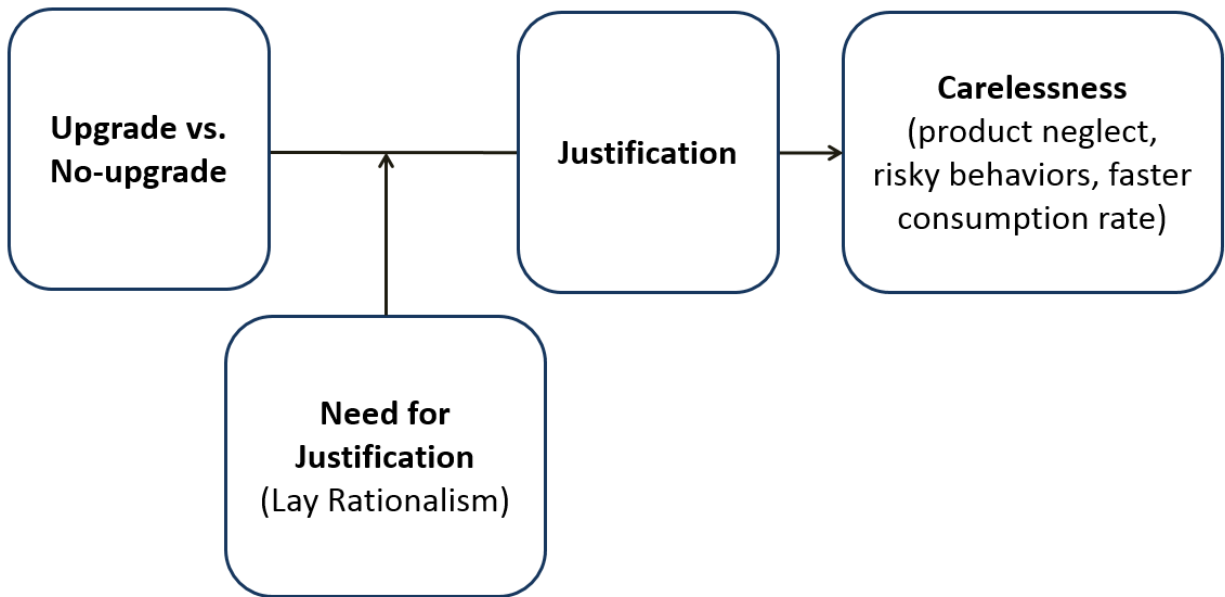 Upgrade vs.
No-upgrade
Justification
Carelessness
(product neglect,
risky behaviors, faster
consumption rate)
Need for
Justification
(Lay Rationalism)